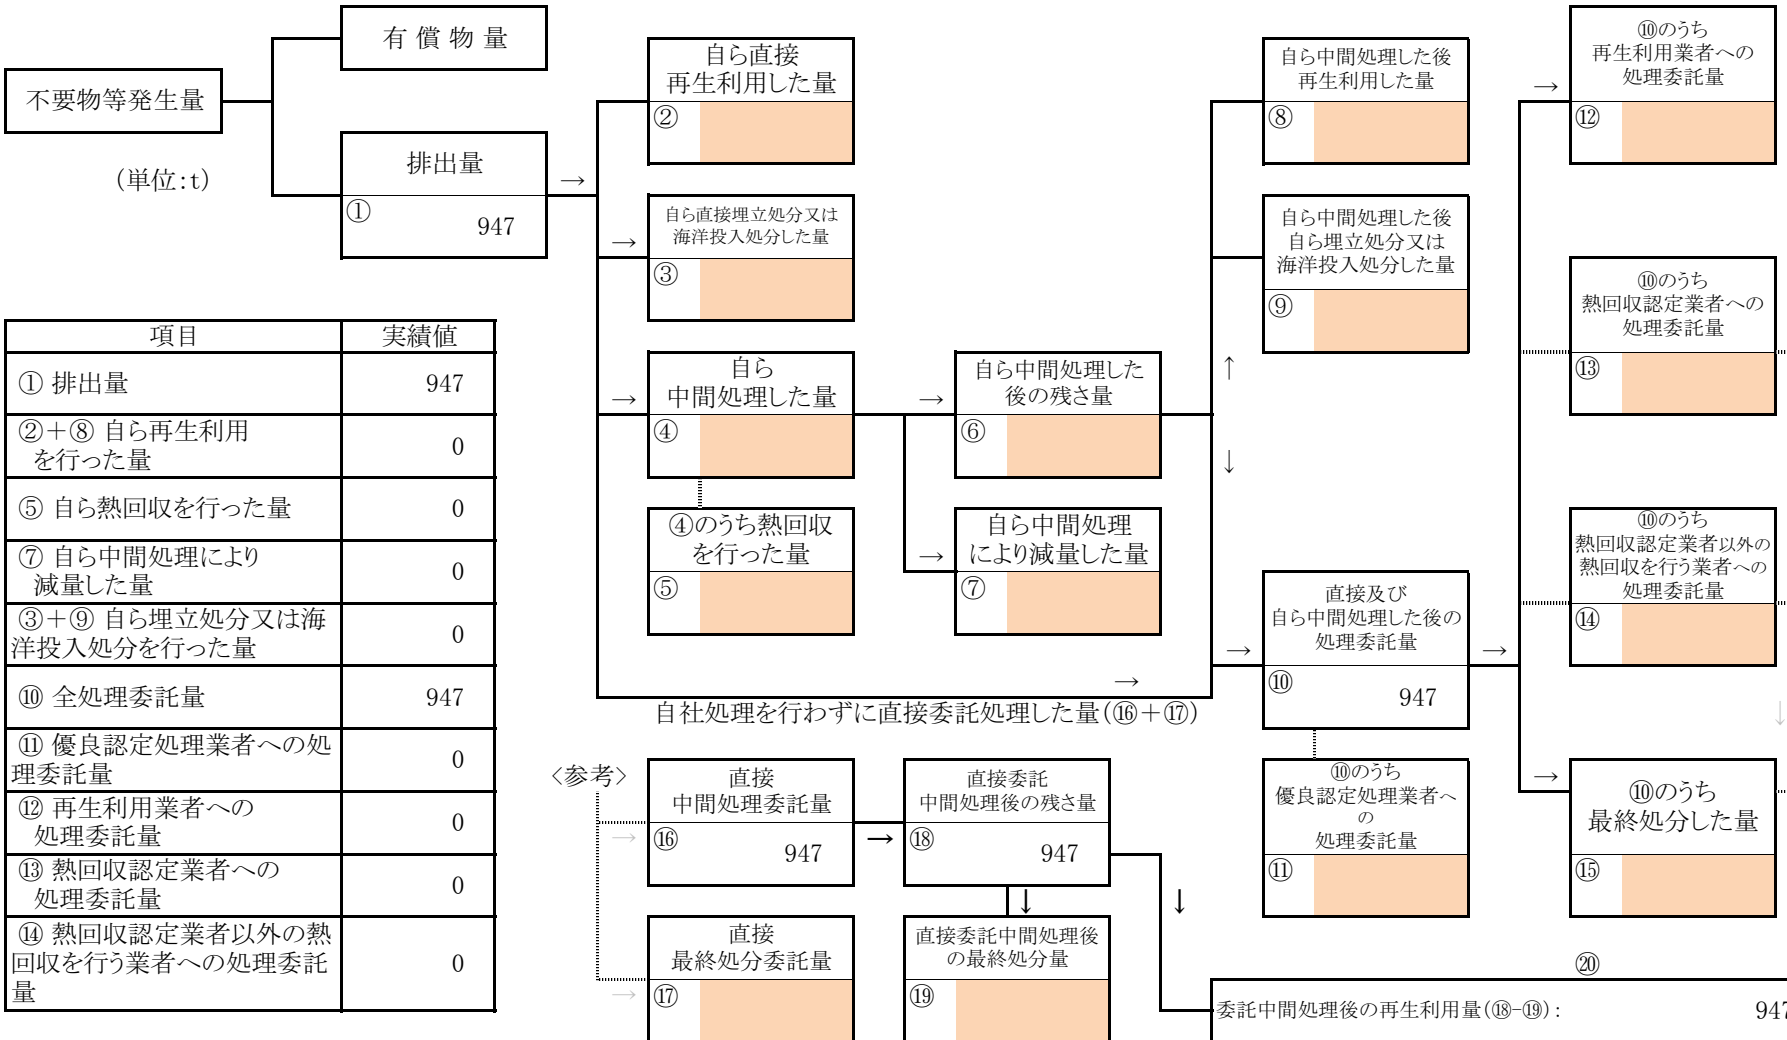 有 償 物 量
不要物等発生量
(単位:t)
排出量
→
①
947
自ら直接
再生利用した量
②
自ら直接埋立処分又は
海洋投入処分した量
→
③
自ら
中間処理した量
→
④
④のうち熱回収
を行った量
⑤
自ら中間処理した
後の残さ量
→
⑥
自ら中間処理
により減量した量
→
⑦
自ら中間処理した後
再生利用した量
⑧
自ら中間処理した後
自ら埋立処分又は
海洋投入処分した量
⑨
↑
↓
直接及び
自ら中間処理した後の
処理委託量
→
→
⑩
947
→
自社処理を行わずに直接委託処理した量(⑯+⑰)
⑩のうち
優良認定処理業者へ
の
処理委託量
⑪
⑩のうち
再生利用業者への
処理委託量
→
⑫
⑩のうち
熱回収認定業者への
処理委託量
⑬
⑩のうち
熱回収認定業者以外の
熱回収を行う業者への
処理委託量
⑭
↓
⑩のうち
最終処分した量
→
⑮
項目 実績値
① 排出量 947
②+⑧ 自ら再生利用
を行った量 0
⑤ 自ら熱回収を行った量 0
⑦ 自ら中間処理により
減量した量 0
③+⑨ 自ら埋立処分又は海
洋投入処分を行った量 0
⑩ 全処理委託量 947
⑪ 優良認定処理業者への処
理委託量 0
⑫ 再生利用業者への
処理委託量 0
⑬ 熱回収認定業者への
処理委託量 0
⑭ 熱回収認定業者以外の熱
回収を行う業者への処理委託
量 0
〈参考〉
直接
中間処理委託量
→
⑯
947
→
直接委託
中間処理後の残さ量
⑱
947
↓
↓
直接
最終処分委託量
→
⑰
直接委託中間処理後
の最終処分量
⑲
⑳
委託中間処理後の再生利用量(⑱-⑲): 947